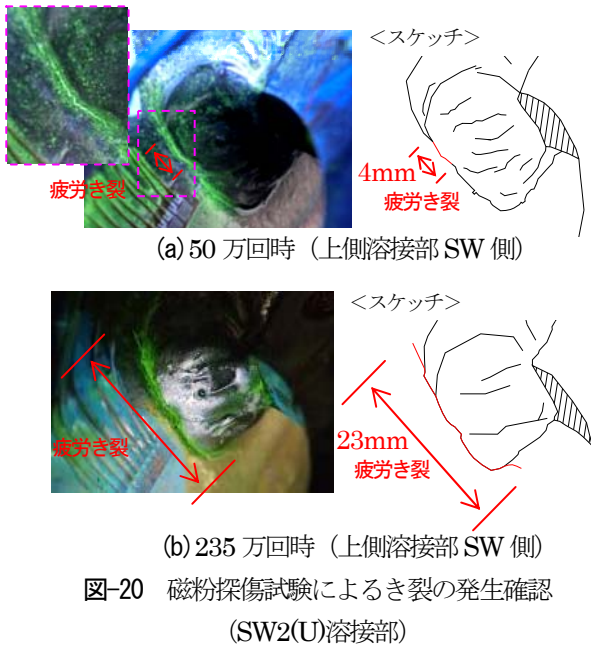 <スケッチ>
疲労き裂
4mm
疲労き裂
(a) 50 万回時（上側溶接部 SW 側）
<スケッチ>
疲労き裂
23mm
疲労き裂
(b) 235 万回時（上側溶接部 SW 側）
図-20 磁粉探傷試験によるき裂の発生確認
(SW2(U)溶接部)